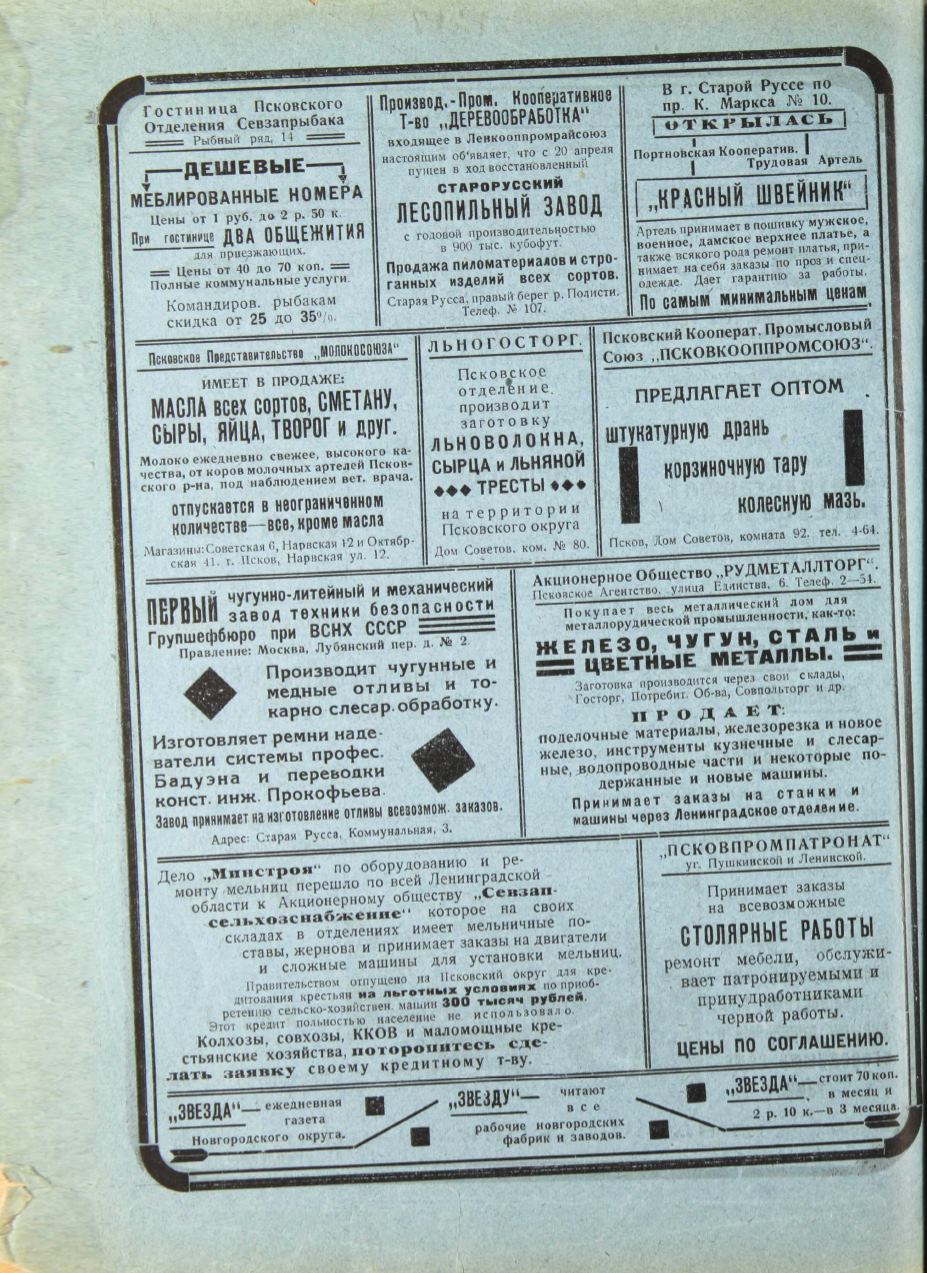 Гостиница Псковского
Отделения Севзапрыбака
Рыбный ряд, 14
ДЕШЕВЫЕ
МЕБЛИРОВАННЫЕ НОМЕРА
Цены от 1 руб. до 2 р. 50 к.
При гостинице ДВА ОБЩЕЖИТИЯ
для приезжающих.
Цены от 40 до 70 коп.
Полные коммунальные услуги.
Командиров. рыбакам
скидка от 25 до 35%.
Производ.-Пром. Кооперативное
Т-во „ДЕРЕВООБРАБОТКА“
входящее в Ленкооппромрайсоюз
настоящим об'являет, что с 20 апреля
пущен в ход восстановленный
СТАРОРУССКИЙ
ЛЕСОПИЛЬНЫЙ ЗАВОД
с годовой производительностью
в 900 тыс. кубофут.
Продажа пиломатериалов и стро-
ганных изделий всех сортов.
Старая Русса, правый берег р. Полисти.
Телеф. № 107.
В г. Старой Руссе по
пр. К. Маркса № 10.
ОТКРЫЛАСЬ
Портновская Кооператив.
Трудовая Артель
„КРАСНЫЙ ШВЕЙНИК“
Артель принимает в пошивку мужское,
военное, дамское верхнее платье, а
также всякого рода ремонт платья, при-
нимает на себя заказы по проз и спец-
одежде. Дает гарантию за работы.
По самым минимальным ценам
Псковское Представительство „МОЛОКОСОЮЗА“
ИМЕЕТ В ПРОДАЖЕ:
МАСЛА всех сортов, СМЕТАНУ,
СЫРЫ, ЯЙЦА, ТВОРОГ и друг.
Молоко ежедневно свежее, высокого ка-
чества, от коров молочных артелей Псков-
ского р-на, под наблюдением вет. врача.
отпускается в неограниченном
количестве—все, кроме масла
Магазины: Советская 6, Нарвская 12 и Октябр-
ская 41. г. Псков, Нарвская ул. 12.
ЛЬНОГОСТОРГ.
Псковское
отделение
производит
заготовку
ЛЬНОВОЛОКНА,
СЫРЦА и ЛЬНЯНОЙ
ТРЕСТЫ
на территории
Псковского округа
Дом Советов, ком. № 80.
Псковский Кооперат. Промысловый
Союз „ПСКОВКООППРОМСОЮЗ“.
ПРЕДЛАГАЕТ ОПТОМ
штукатурную дрань
корзиночную тару
колесную мазь.
Псков, Дом Советов, комната 92. тел. 4-64.
ПЕРВЫЙ чугунно-литейный и механический
завод техники безопасности
Групшефбюро при ВСНХ СССР
Правление: Москва, Лубянский пер. д. № 2.
Производит чугунные и
медные отливы и то-
карно слесар. обработку.
Изготовляет ремни наде-
ватели системы профес.
Бадуэна и переводки
конст. инж. Прокофьева.
Завод принимает на изготовление отливы всевозмож. заказов.
Адрес: Старая Русса, Коммунальная, 3.
Акционерное Общество „РУДМЕТАЛЛТОРГ“.
Псковское Агентство, улица Единства, 6. Телеф. 2—54.
Покупает весь металлический лом для
металлорудической промышленности, как-то:
ЖЕЛЕЗО, ЧУГУН, СТАЛЬ и
ЦВЕТНЫЕ МЕТАЛЛЫ.
Заготовка производится через свои склады,
Госторг, Потребит. Об-ва, Совпольторг и др.
ПРОДАЕТ:
поделочные материалы, железорезка и новое
железо, инструменты кузнечные и слесар-
ные, водопроводные части и некоторые по-
держанные и новые машины.
Принимает заказы на станки и
машины через Ленинградское отделение.
Дело „Минстроя“ по оборудованию и ре-
монту мельниц перешло по всей Ленинградской
области к Акционерному обществу „Севзап-
сельхозснабжение“ которое на своих
складах в отделениях имеет мельничные по-
ставы, жернова и принимает заказы на двигатели
и сложные машины для установки мельниц.
Правительством отпущено на Псковский округ для кре-
дитования крестьян на льготных условиях по приоб-
ретению сельско-хозяйствен. машин 300 тысяч рублей.
Этот кредит полностью население не использовало.
Колхозы, совхозы, ККОВ и маломощные кре-
стьянские хозяйства, поторопитесь сде-
лать заявку своему кредитному т-ву.
„ПСКОВПРОМПАТРОНАТ“
уг. Пушкинской и Ленинской.
Принимает заказы
на всевозможные
СТОЛЯРНЫЕ РАБОТЫ
ремонт мебели, обслужи-
вает патронируемыми и
принудработниками
черной работы.
ЦЕНЫ ПО СОГЛАШЕНИЮ.
„ЗВЕЗДА“— ежедневная
газета
Новгородского округа.
„ЗВЕЗДУ“— читают
все
рабочие новгородских
фабрик и заводов.
„ЗВЕЗДА“—стоит 70 коп.
в месяц и
2 р. 10 к.—в 3 месяца.